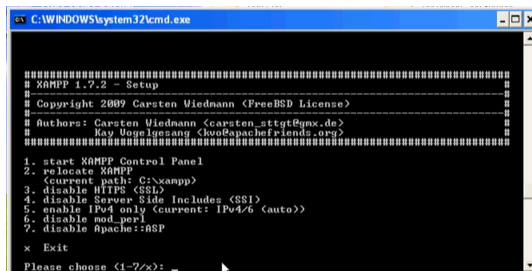 C:\WINDOWS\system32\cmd.exe
###############################################################################
# XAMPP 1.7.2 - Setup #
#-----------------------------------------------------------------------------#
# Copyright 2009 Carsten Wiedmann (FreeBSD License) #
#-----------------------------------------------------------------------------#
# Authors: Carsten Wiedmann <carsten_sttgt@gmx.de> #
# Kay Vogelgesang <kvo@apachefriends.org> #
###############################################################################
1. start XAMPP Control Panel
2. relocate XAMPP
(current path: C:\xampp)
3. disable HTTPS (SSL)
4. disable Server Side Includes (SSI)
5. enable IPv4 only (current: IPv4/6 (auto))
6. disable mod_perl
7. disable Apache::ASP
x Exit
Please choose (1-7/x): _